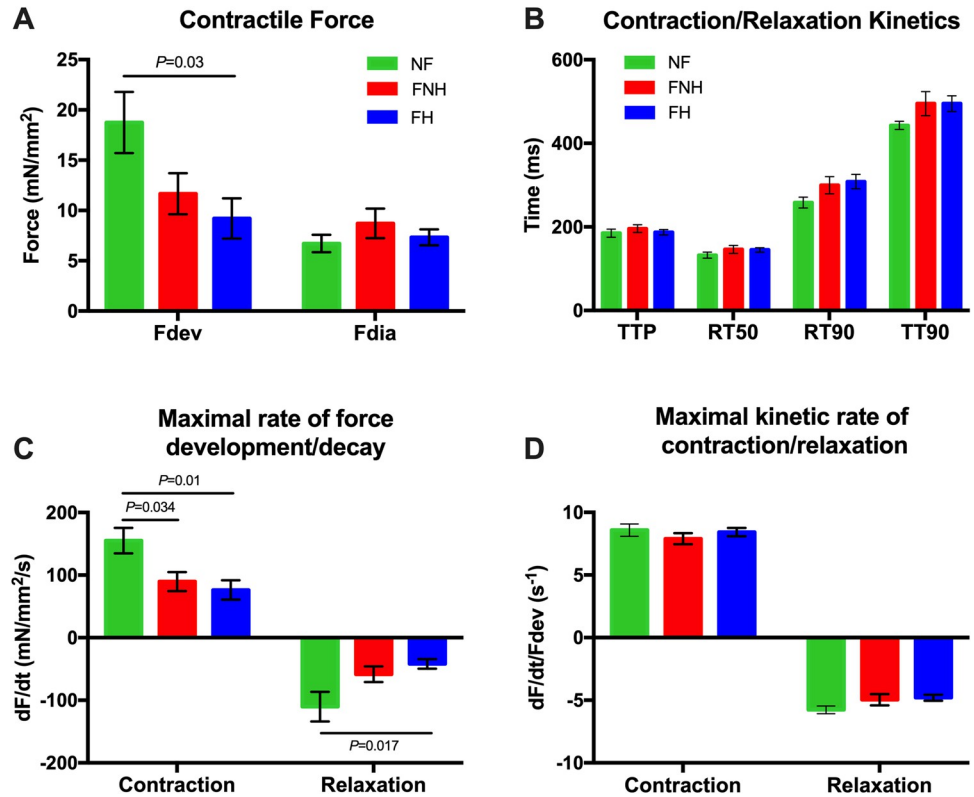 A
Contractile Force
25
20
15
10
5
0
Force (mN/mm2)
P=0.03
NF
FNH
FH
Fdev
Fdia
B
Contraction/Relaxation Kinetics
600
400
200
0
Time (ms)
NF
FNH
FH
TTP
RT50
RT90
TT90
C
Maximal rate of force
development/decay
P=0.01
P=0.034
200
100
0
-100
-200
dF/dt (mN/mm²/s)
P=0.017
Contraction
Relaxation
D
Maximal kinetic rate of
contraction/relaxation
10
5
0
-5
-10
dF/dt/Fdev (s⁻¹)
Contraction
Relaxation